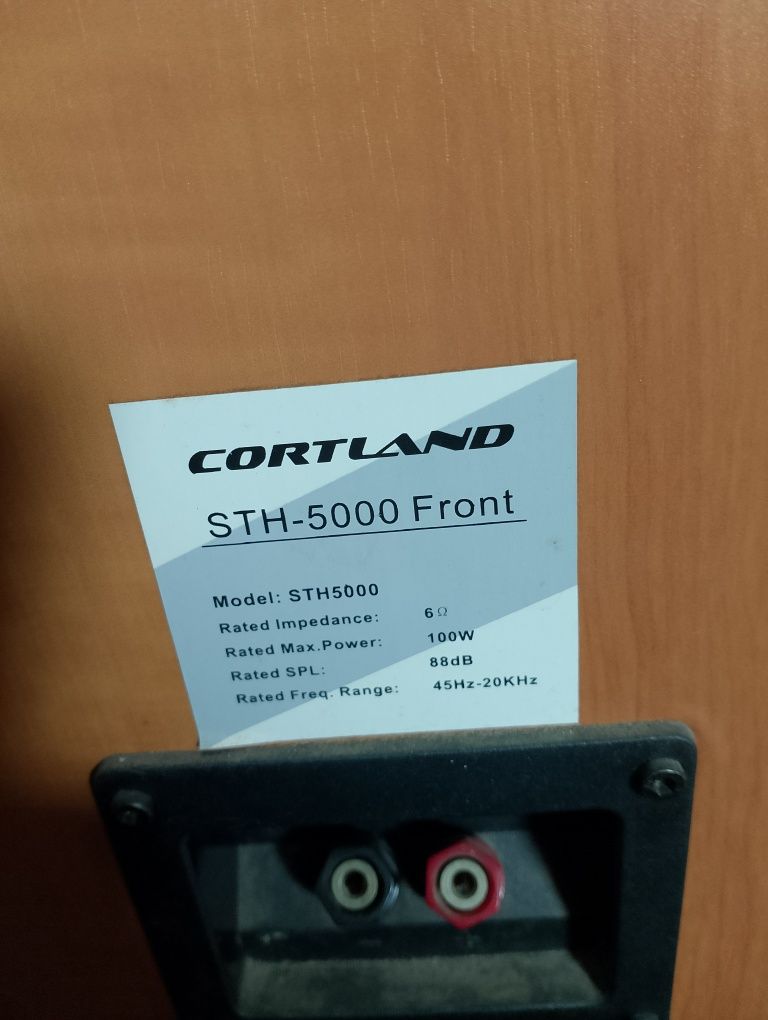 CORTLAND
STH-5000 Front
Model: STH5000
Rated Impedance: 6Ω
Rated Max.Power: 100W
Rated SPL: 88dB
Rated Freq. Range: 45Hz-20KHz